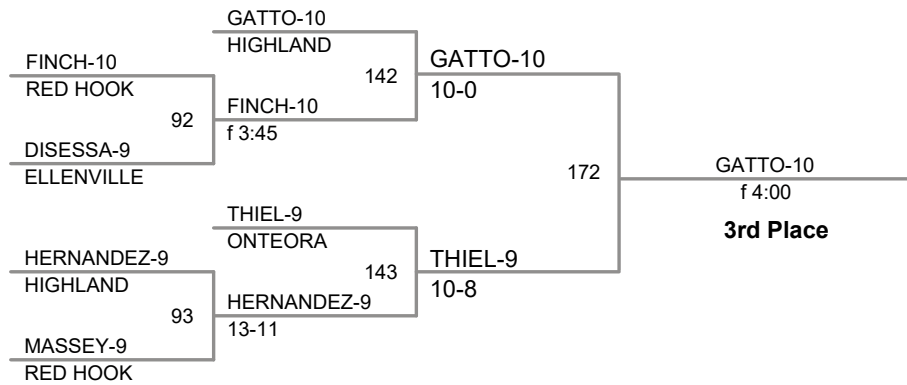 GATTO-10
HIGHLAND
FINCH-10
RED HOOK
142
GATTO-10
10-0
92
FINCH-10
f 3:45
DISESSA-9
ELLENVILLE
172
GATTO-10
f 4:00
3rd Place
THIEL-9
ONTEORA
HERNANDEZ-9
HIGHLAND
143
THIEL-9
10-8
93
HERNANDEZ-9
13-11
MASSEY-9
RED HOOK